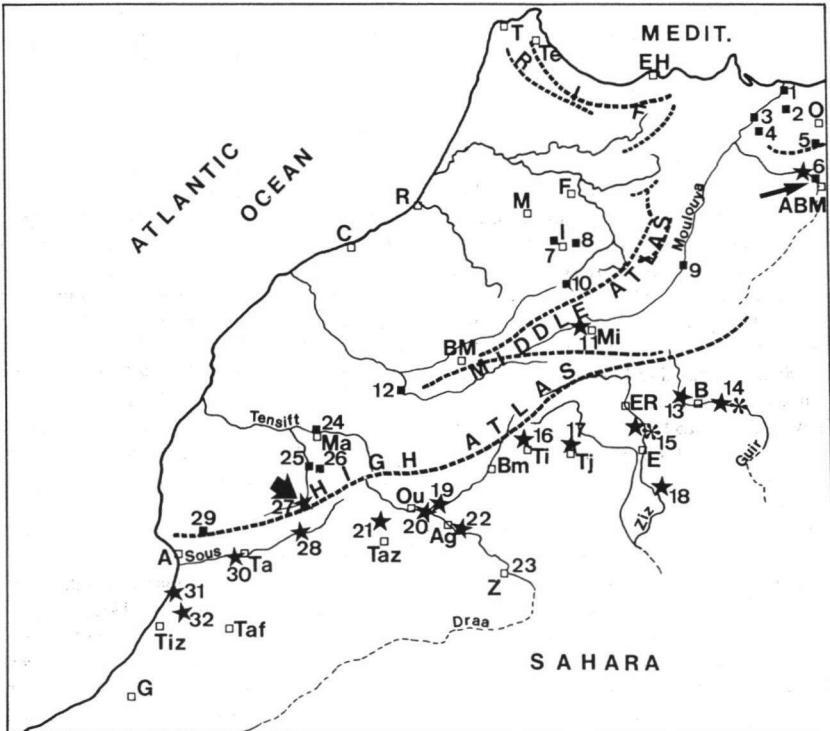 T
MEDIT.
Te
EH
RIF
1
2
3
O
4
5
6
ABM
ATLANTIC
OCEAN
R
F
M
7
I
8
C
Moulouya
9
10
MIDDLE ATLAS
11
Mi
BM
12
HIGH ATLAS
ER
13
B
14
*
15
*
E
Guir
Tensift
24
Ma
16
Ti
17
Tj
25
26
Bm
18
Ziz
27
Ou
19
20
Ag
22
21
Taz
28
29
A
Sous
30
Ta
23
Z
31
32
Tiz
Taf
Draa
SAHARA
G